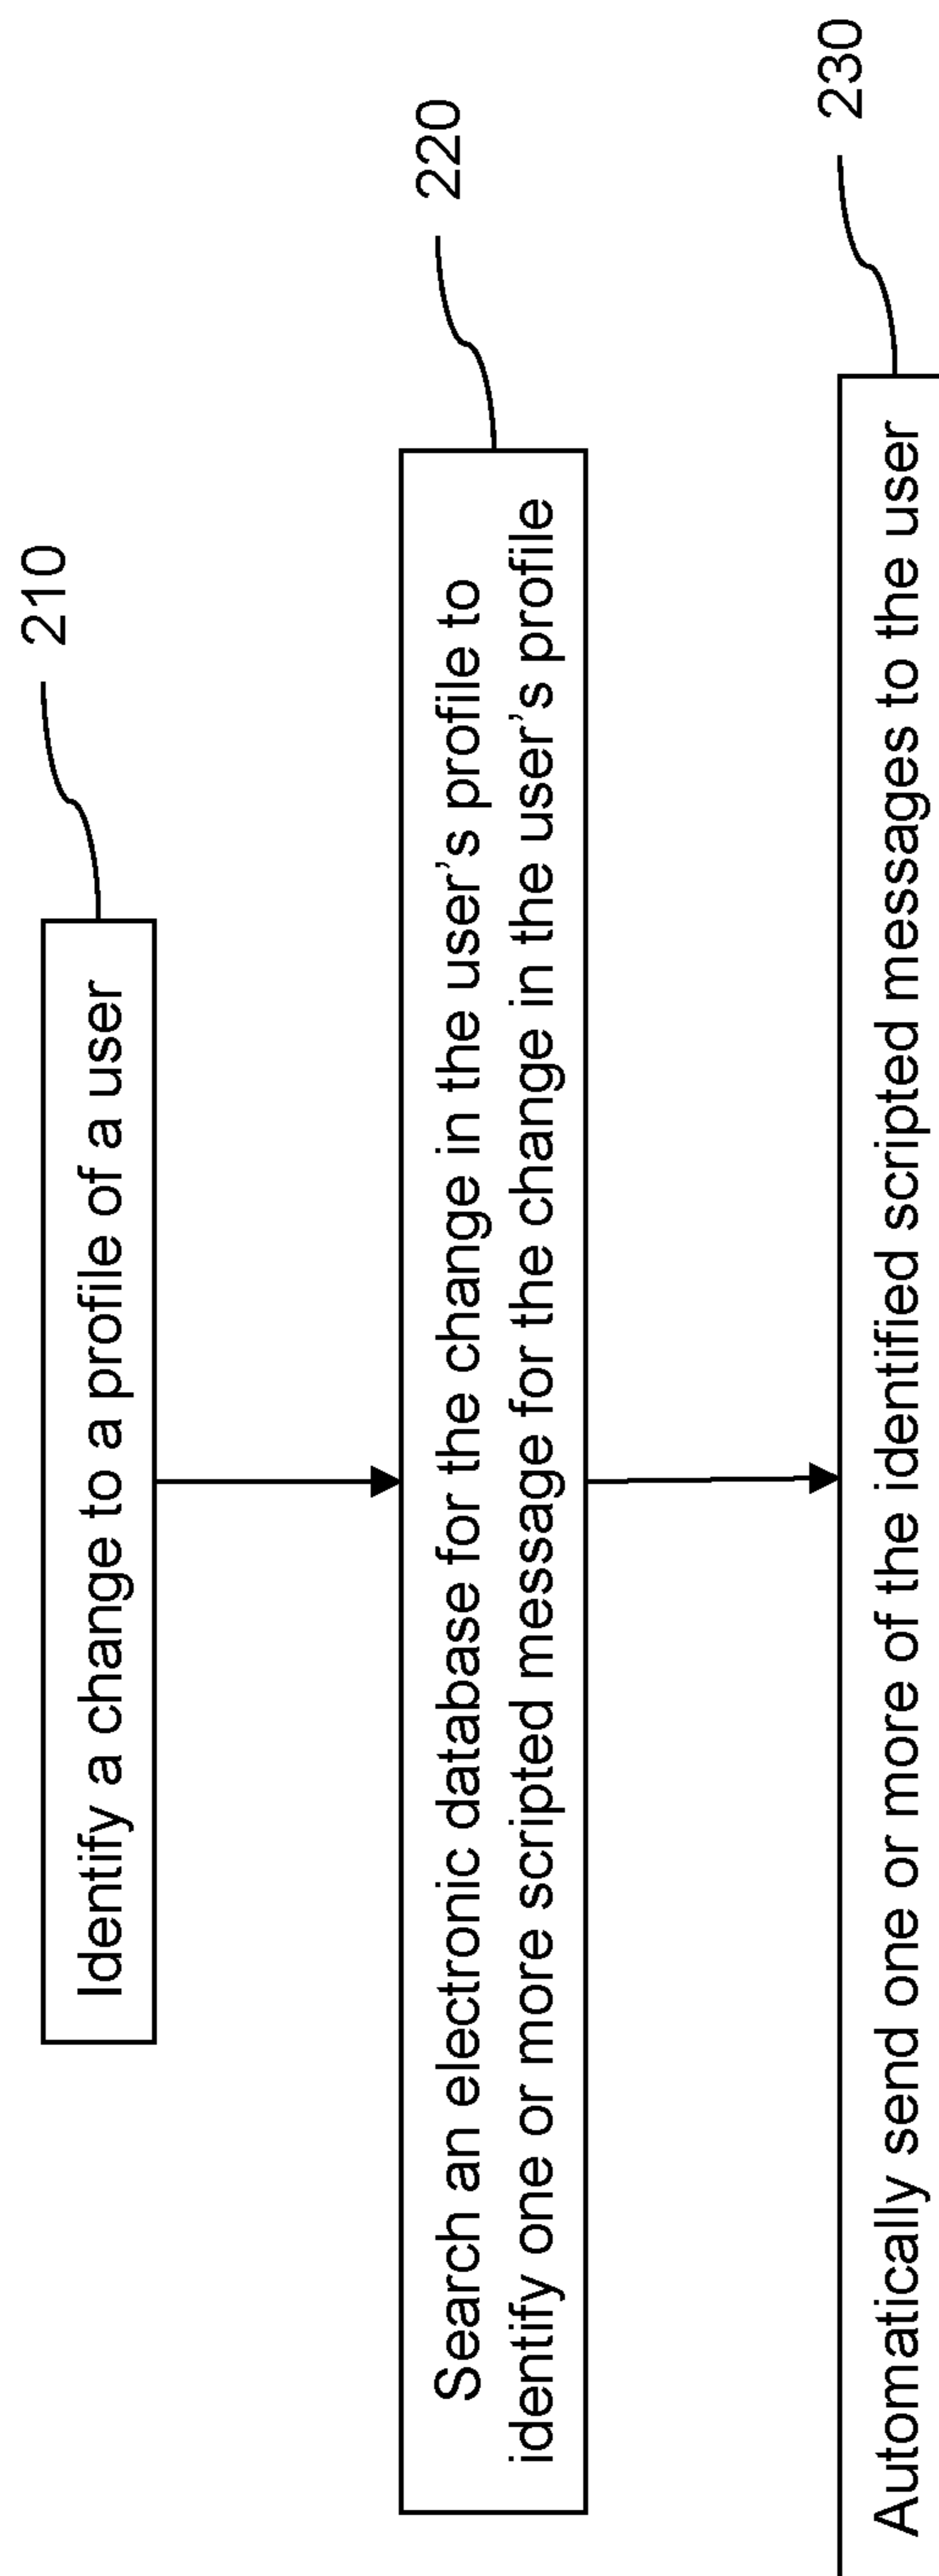 210
Identify a change to a profile of a user
220
Search an electronic database for the change in the user's profile to
identify one or more scripted message for the change in the user's profile
230
Automatically send one or more of the identified scripted messages to the user